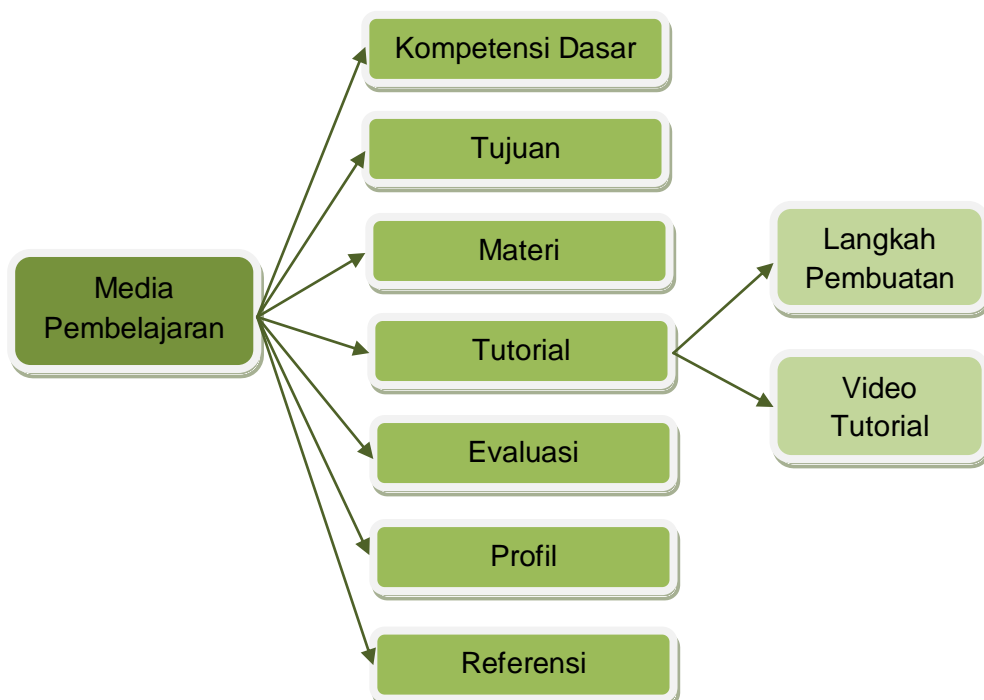 Kompetensi Dasar
Tujuan
Materi
Media
Pembelajaran
Tutorial
Evaluasi
Profil
Referensi
Langkah
Pembuatan
Video
Tutorial